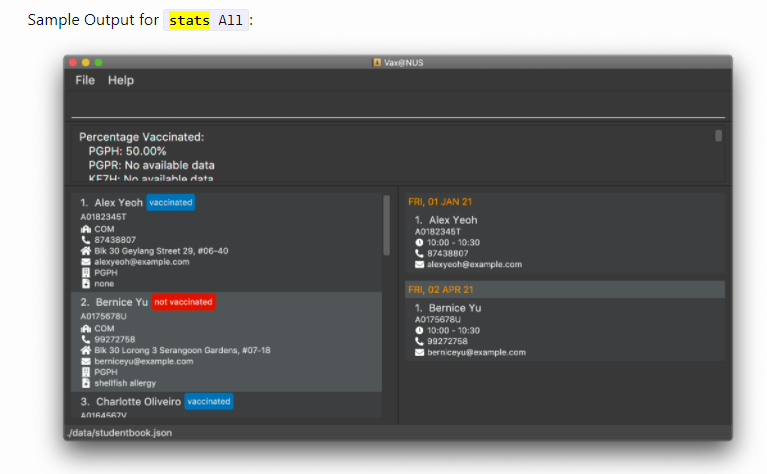 Sample Output for stats All:
Vax@NUS
File Help
Percentage Vaccinated:
PGPH: 50.00%
PGPR: No available data
KE7H: No available data
1. Alex Yeoh vaccinated
A0182345T
COM
87438807
Blk 30 Geylang Street 29, #06-40
alexyeoh@example.com
PGPH
none
2. Bernice Yu not vaccinated
A0175678U
COM
99272758
Blk 30 Lorong 3 Serangoon Gardens, #07-18
berniceyu@example.com
PGPH
shellfish allergy
3. Charlotte Oliveiro vaccinated
A0164567V
FRI, 01 JAN 21
1. Alex Yeoh
A0182345T
10:00 - 10:30
87438807
alexyeoh@example.com
FRI, 02 APR 21
1. Bernice Yu
A0175678U
10:00 - 10:30
99272758
berniceyu@example.com
./data/studentbook.json